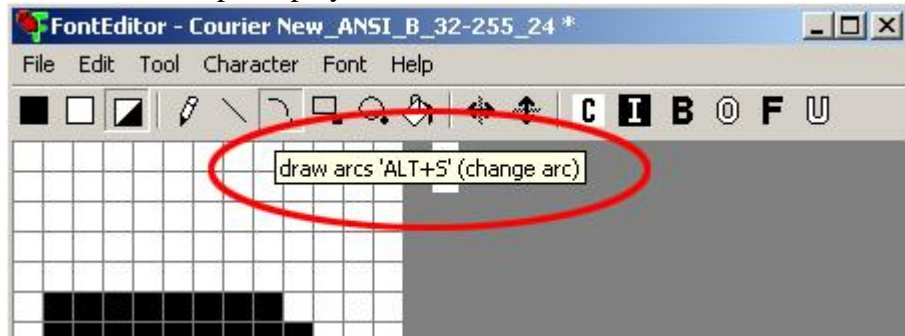 FontEditor - Courier New_ANSI_B_32-255_24 *
File Edit Tool Character Font Help
C I B O F U
draw arcs 'ALT+S' (change arc)